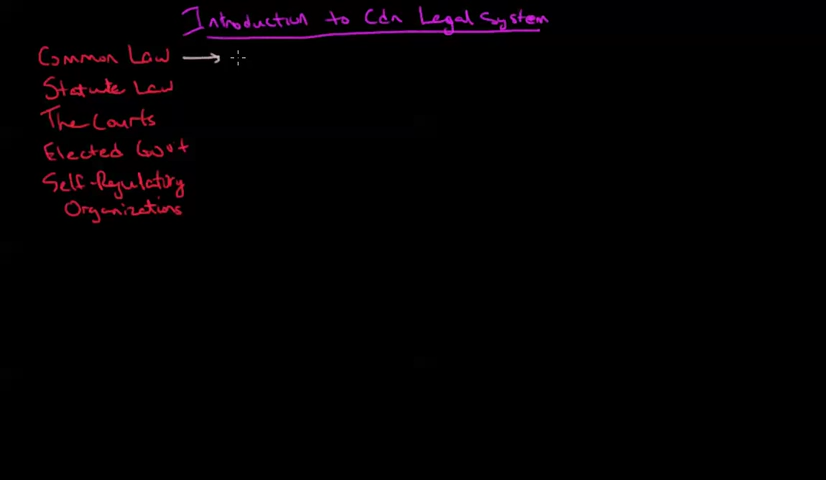 Introduction to Cdn Legal System
Common Law →
Statute Law
The Courts
Elected Gov't
Self-Regulatory
Organizations